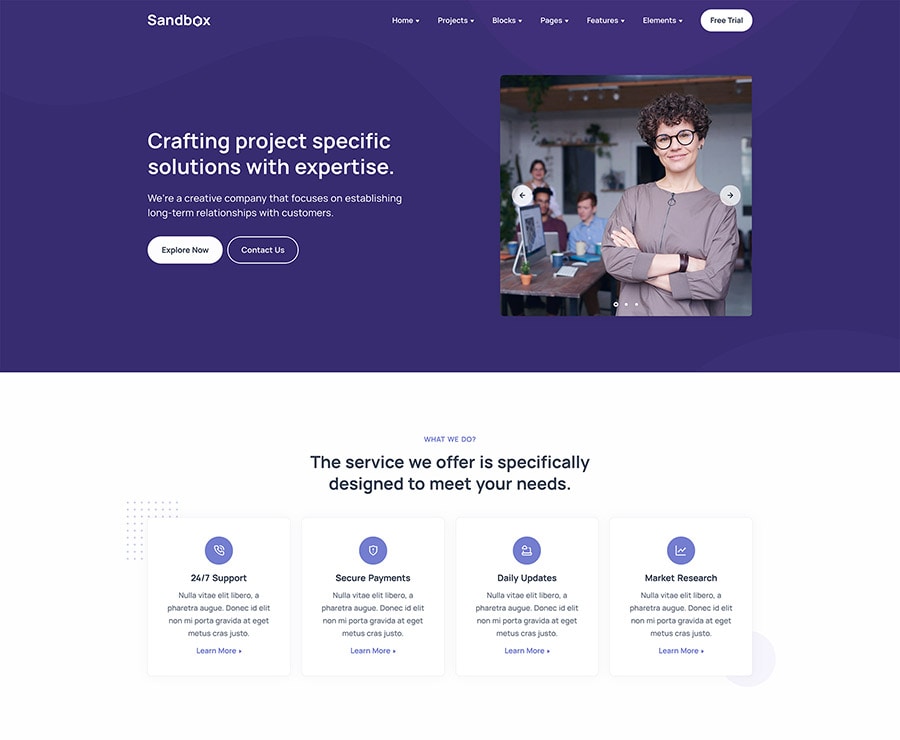 Sandbox
Home Projects Blocks Pages Features Elements Free Trial
Crafting project specific
solutions with expertise.
We're a creative company that focuses on establishing
long-term relationships with customers.
Explore Now Contact Us
WHAT WE DO?
The service we offer is specifically
designed to meet your needs.
24/7 Support
Nulla vitae elit libero, a
pharetra augue. Donec id elit
non mi porta gravida at eget
metus cras justo.
Learn More
Secure Payments
Nulla vitae elit libero, a
pharetra augue. Donec id elit
non mi porta gravida at eget
metus cras justo.
Learn More
Daily Updates
Nulla vitae elit libero, a
pharetra augue. Donec id elit
non mi porta gravida at eget
metus cras justo.
Learn More
Market Research
Nulla vitae elit libero, a
pharetra augue. Donec id elit
non mi porta gravida at eget
metus cras justo.
Learn More